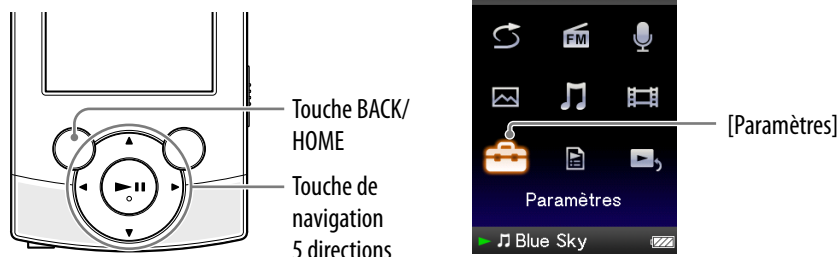 Touche BACK/
HOME
Touche de
navigation
5 directions
FM
Paramètres
Blue Sky
[Paramètres]